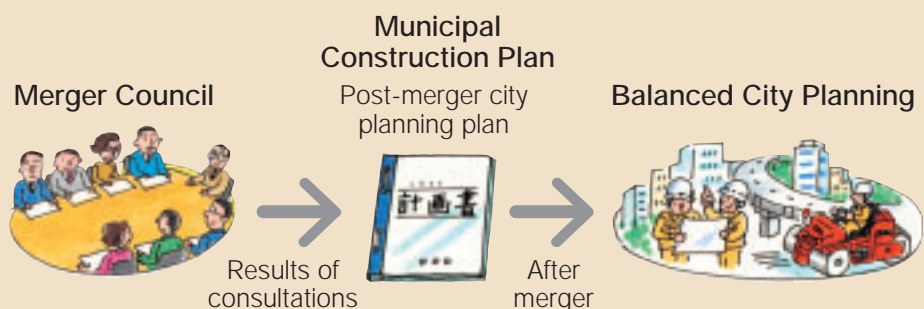 Municipal
Construction Plan
Post-merger city
planning plan
Merger Council
Balanced City Planning
計画書
Results of
consultations
After
merger